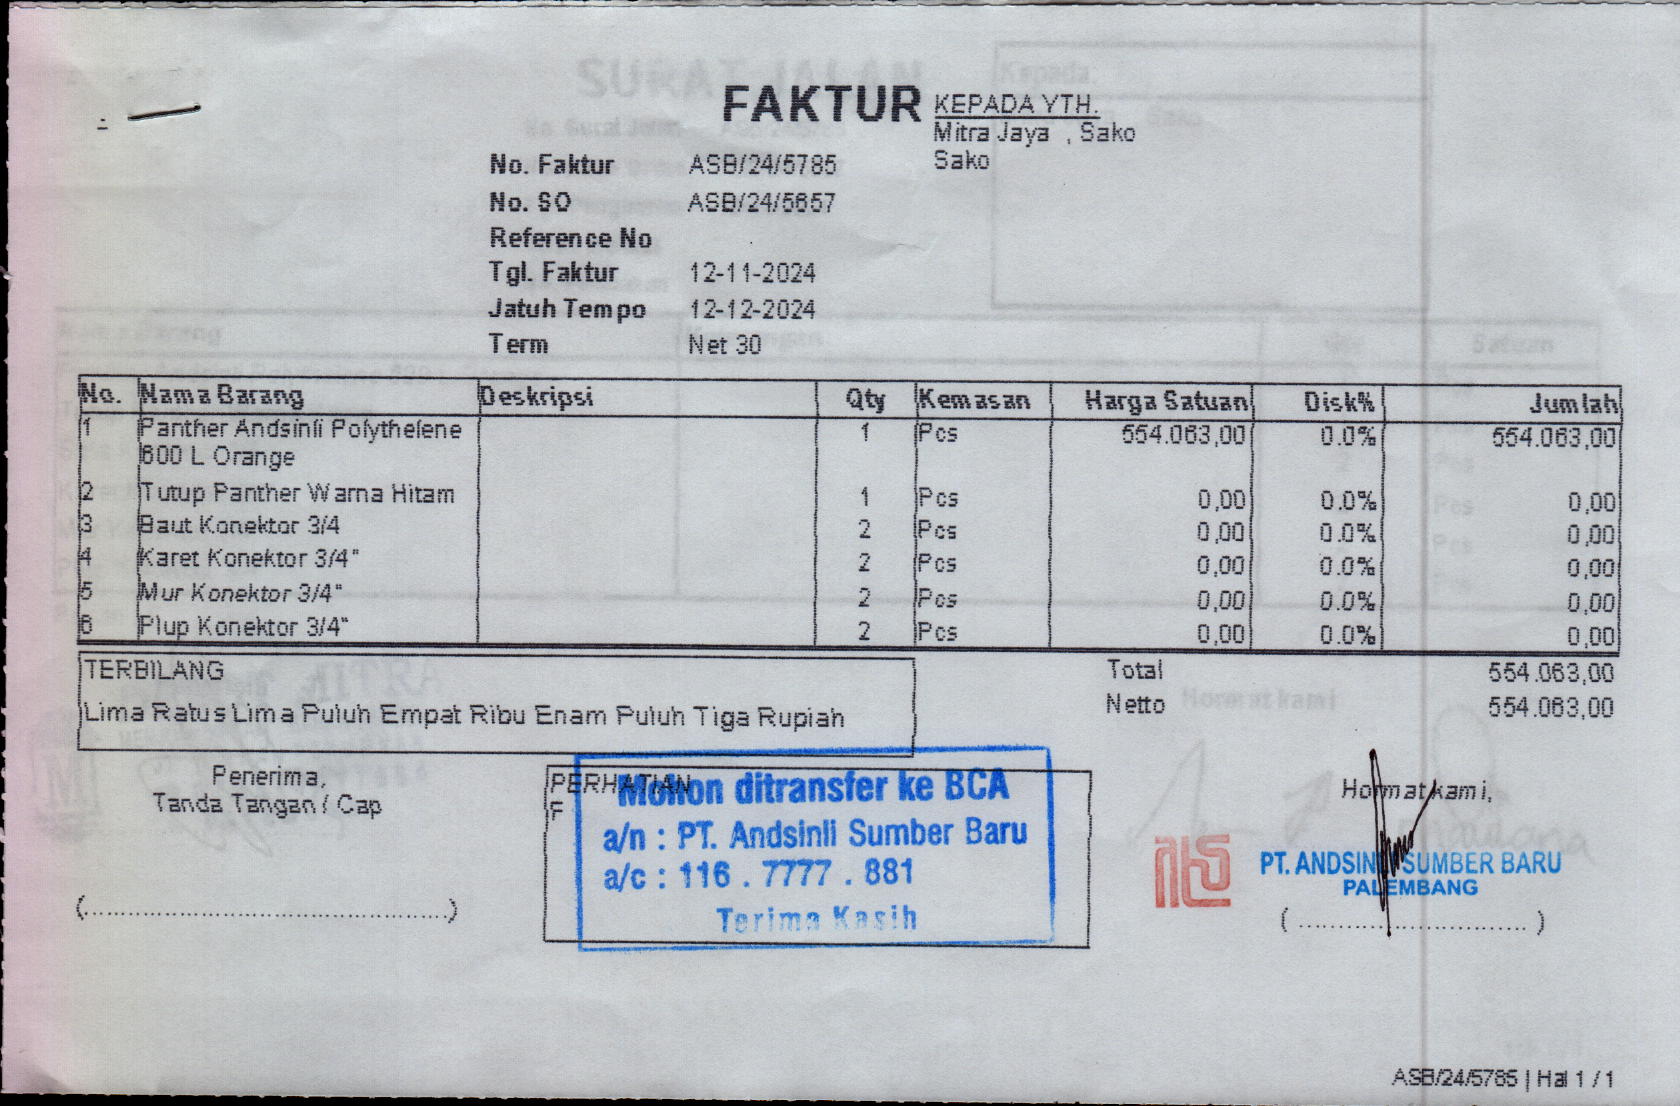 FAKTUR
KEPADA YTH.
Mitra Jaya , Sako
Sako
No. Faktur ASB/24/5785
No. SO ASB/24/5657
Reference No
Tgl. Faktur 12-11-2024
Jatuh Tempo 12-12-2024
Term Net 30
No. Nama Barang Deskripsi Qty Kemasan Harga Satuan Disk% Jumlah
1 Panther Andsinli Polythelene 1 Pcs 554.063,00 0.0% 554.063,00
600 L Orange
2 Tutup Panther Warna Hitam 1 Pcs 0,00 0.0% 0,00
3 Baut Konektor 3/4 2 Pcs 0,00 0.0% 0,00
4 Karet Konektor 3/4" 2 Pcs 0,00 0.0% 0,00
5 Mur Konektor 3/4" 2 Pcs 0,00 0.0% 0,00
6 Plup Konektor 3/4" 2 Pcs 0,00 0.0% 0,00
TERBILANG
Lima Ratus Lima Puluh Empat Ribu Enam Puluh Tiga Rupiah
Total 554.063,00
Netto 554.063,00
Penerima,
Tanda Tangan / Cap
(..........................................)
PERHATIAN
F
Mohon ditransfer ke BCA
a/n : PT. Andsinli Sumber Baru
a/c : 116 . 7777 . 881
Terima Kasih
Hormat kami,
PT. ANDSINLI SUMBER BARU
PALEMBANG
( ............................ )
ASB/24/5785 | Hal 1 / 1